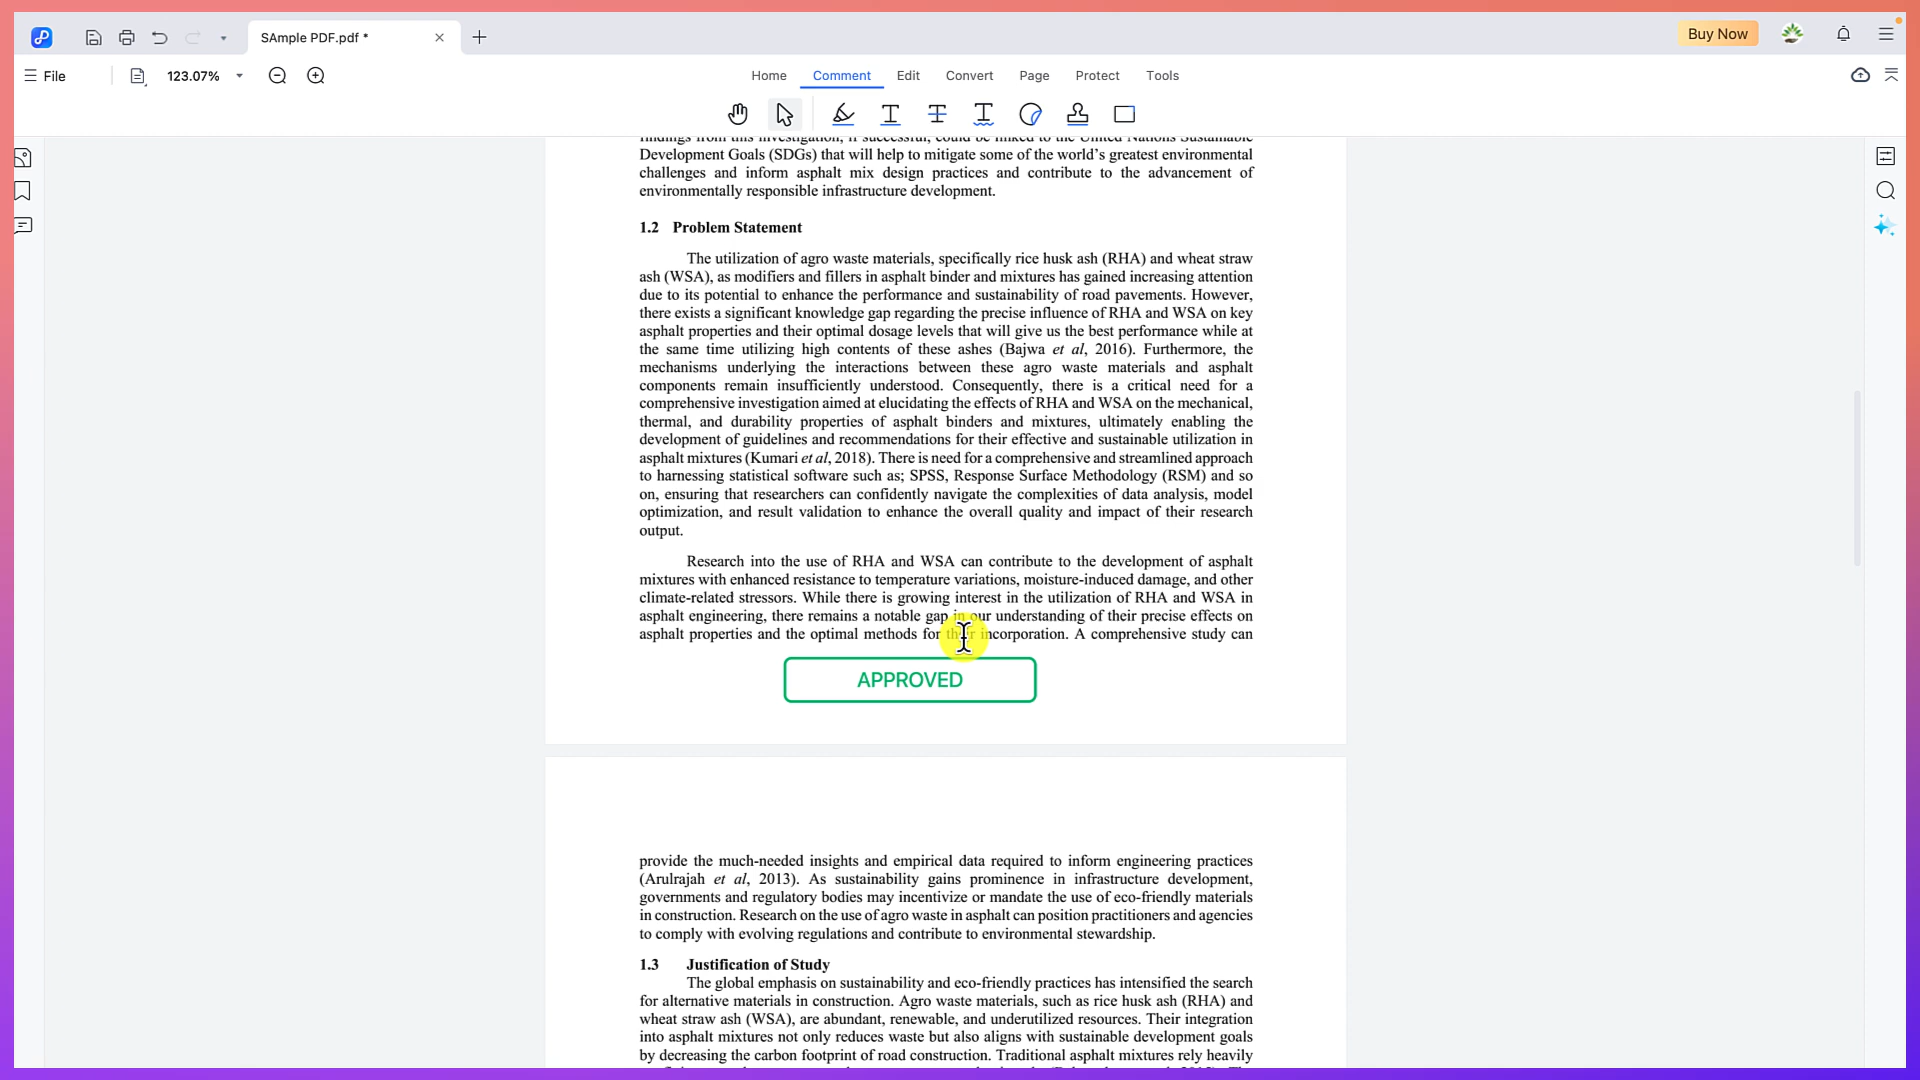 SAmple PDF.pdf *
Buy Now
File
123.07%
Home
Comment
Edit
Convert
Page
Protect
Tools
findings from this investigation, if successful, could be linked to the United Nations Sustainable
Development Goals (SDGs) that will help to mitigate some of the world’s greatest environmental
challenges and inform asphalt mix design practices and contribute to the advancement of
environmentally responsible infrastructure development.
1.2 Problem Statement
The utilization of agro waste materials, specifically rice husk ash (RHA) and wheat straw
ash (WSA), as modifiers and fillers in asphalt binder and mixtures has gained increasing attention
due to its potential to enhance the performance and sustainability of road pavements. However,
there exists a significant knowledge gap regarding the precise influence of RHA and WSA on key
asphalt properties and their optimal dosage levels that will give us the best performance while at
the same time utilizing high contents of these ashes (Bajwa et al, 2016). Furthermore, the
mechanisms underlying the interactions between these agro waste materials and asphalt
components remain insufficiently understood. Consequently, there is a critical need for a
comprehensive investigation aimed at elucidating the effects of RHA and WSA on the mechanical,
thermal, and durability properties of asphalt binders and mixtures, ultimately enabling the
development of guidelines and recommendations for their effective and sustainable utilization in
asphalt mixtures (Kumari et al, 2018). There is need for a comprehensive and streamlined approach
to harnessing statistical software such as; SPSS, Response Surface Methodology (RSM) and so
on, ensuring that researchers can confidently navigate the complexities of data analysis, model
optimization, and result validation to enhance the overall quality and impact of their research
output.
Research into the use of RHA and WSA can contribute to the development of asphalt
mixtures with enhanced resistance to temperature variations, moisture-induced damage, and other
climate-related stressors. While there is growing interest in the utilization of RHA and WSA in
asphalt engineering, there remains a notable gap in our understanding of their precise effects on
asphalt properties and the optimal methods for their incorporation. A comprehensive study can
APPROVED
provide the much-needed insights and empirical data required to inform engineering practices
(Arulrajah et al, 2013). As sustainability gains prominence in infrastructure development,
governments and regulatory bodies may incentivize or mandate the use of eco-friendly materials
in construction. Research on the use of agro waste in asphalt can position practitioners and agencies
to comply with evolving regulations and contribute to environmental stewardship.
1.3 Justification of Study
The global emphasis on sustainability and eco-friendly practices has intensified the search
for alternative materials in construction. Agro waste materials, such as rice husk ash (RHA) and
wheat straw ash (WSA), are abundant, renewable, and underutilized resources. Their integration
into asphalt mixtures not only reduces waste but also aligns with sustainable development goals
by decreasing the carbon footprint of road construction. Traditional asphalt mixtures rely heavily